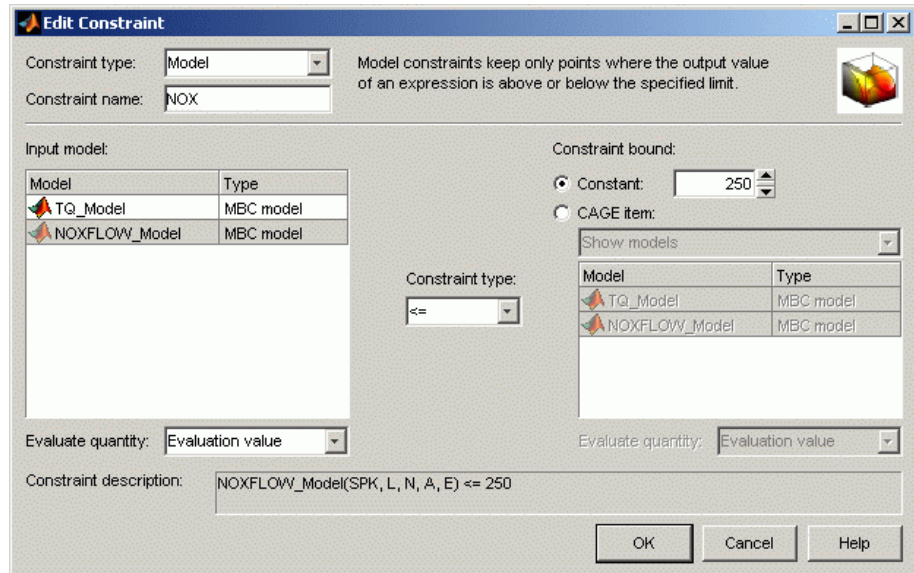 Edit Constraint
Constraint type: Model
Model constraints keep only points where the output value
of an expression is above or below the specified limit.
Constraint name: NOX
Input model:
Model Type
TQ_Model MBC model
NOXFLOW_Model MBC model
Constraint type:
<=
Constraint bound:
Constant: 250
CAGE item:
Show models
Model Type
TQ_Model MBC model
NOXFLOW_Model MBC model
Evaluate quantity: Evaluation value
Evaluate quantity: Evaluation value
Constraint description: NOXFLOW_Model(SPK, L, N, A, E) <= 250
OK Cancel Help